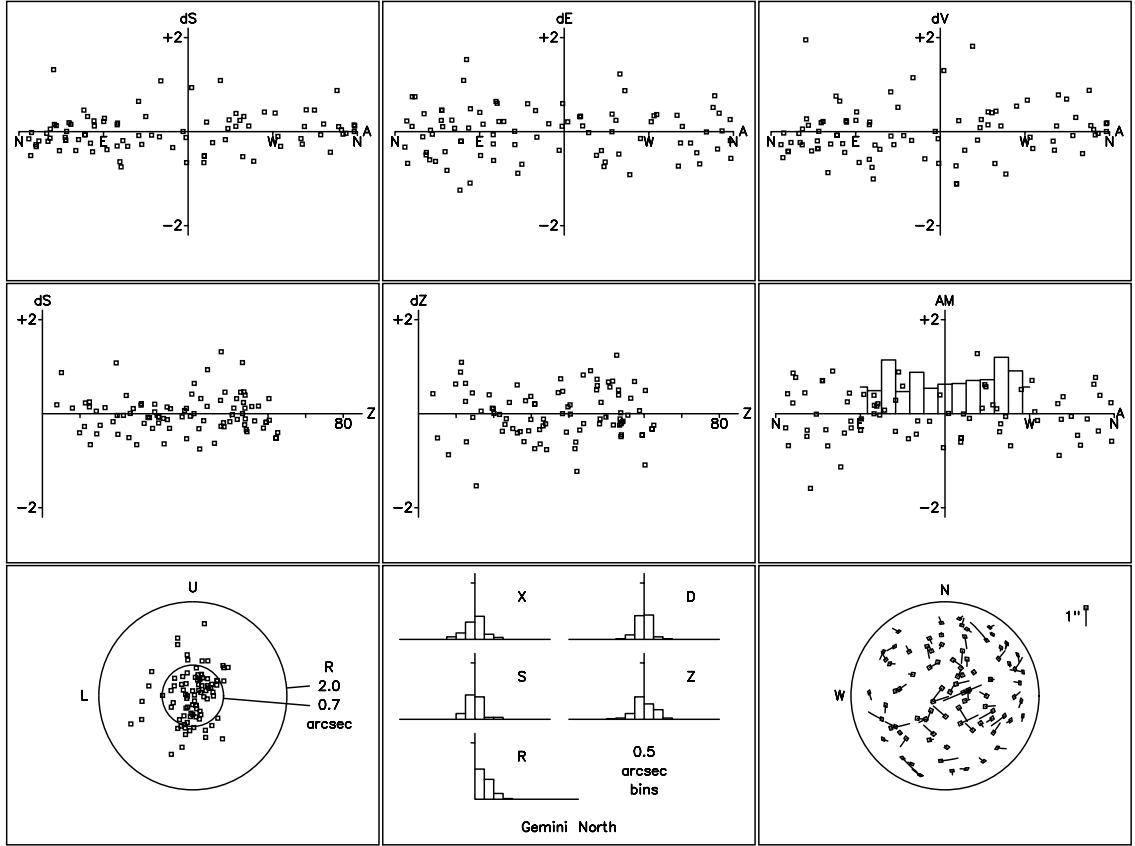 dS
+2
N E W N A
−2
dE
+2
N E W N A
−2
dV
+2
N E W N A
−2
dS
+2
80 Z
−2
dZ
+2
80 Z
−2
AM
+2
N E W N A
−2
U
L
R
2.0
0.7
arcsec
X D
S Z
R
0.5
arcsec
bins
Gemini North
N
1"
W